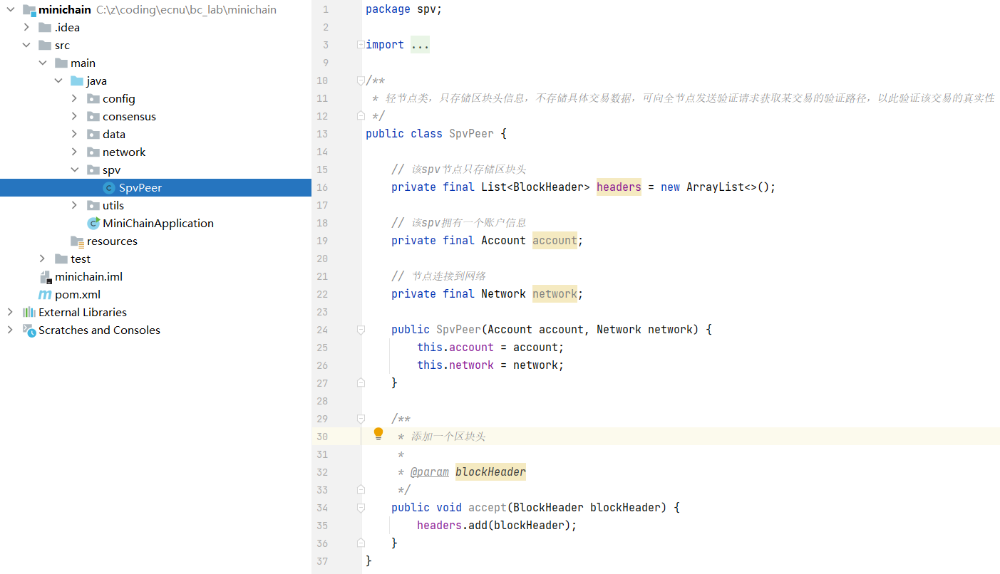 minichain C:\z\coding\ecnu\bc_lab\minichain
.idea
src
main
java
config
consensus
data
network
spv
SpvPeer
utils
MiniChainApplication
resources
test
minichain.iml
pom.xml
External Libraries
Scratches and Consoles
1 package spv;
2
3 import ...
9
10 /**
11 * 轻节点类，只存储区块头信息，不存储具体交易数据，可向全节点发送验证请求获取某交易的验证路径，以此验证该交易的真实性
12 */
13 public class SpvPeer {
14
15 // 该spv节点只存储区块头
16 private final List<BlockHeader> headers = new ArrayList<>();
17
18 // 该spv拥有一个账户信息
19 private final Account account;
20
21 // 节点连接到网络
22 private final Network network;
23
24 public SpvPeer(Account account, Network network) {
25 this.account = account;
26 this.network = network;
27 }
28
29 /**
30 * 添加一个区块头
31 *
32 * @param blockHeader
33 */
34 public void accept(BlockHeader blockHeader) {
35 headers.add(blockHeader);
36 }
37 }